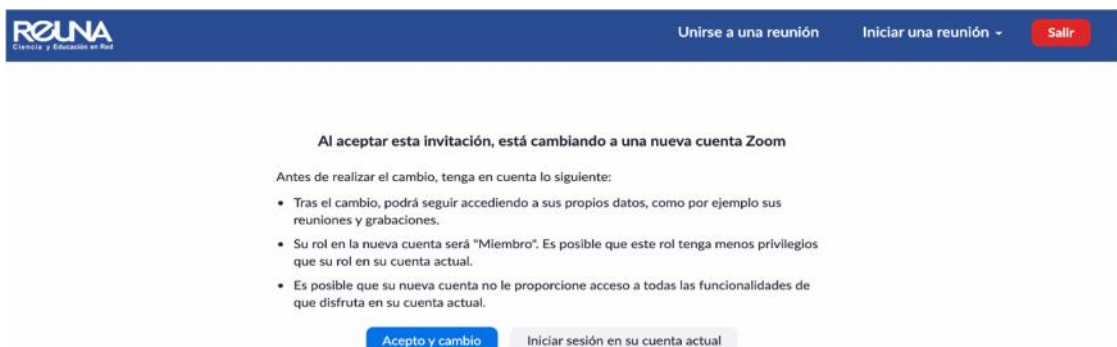 REUNA
Ciencia y Educación en Red
Unirse a una reunión
Iniciar una reunión
Salir
Al aceptar esta invitación, está cambiando a una nueva cuenta Zoom
Antes de realizar el cambio, tenga en cuenta lo siguiente:
• Tras el cambio, podrá seguir accediendo a sus propios datos, como por ejemplo sus
reuniones y grabaciones.
• Su rol en la nueva cuenta será "Miembro". Es posible que este rol tenga menos privilegios
que su rol en su cuenta actual.
• Es posible que su nueva cuenta no le proporcione acceso a todas las funcionalidades de
que disfruta en su cuenta actual.
Acepto y cambio
Iniciar sesión en su cuenta actual